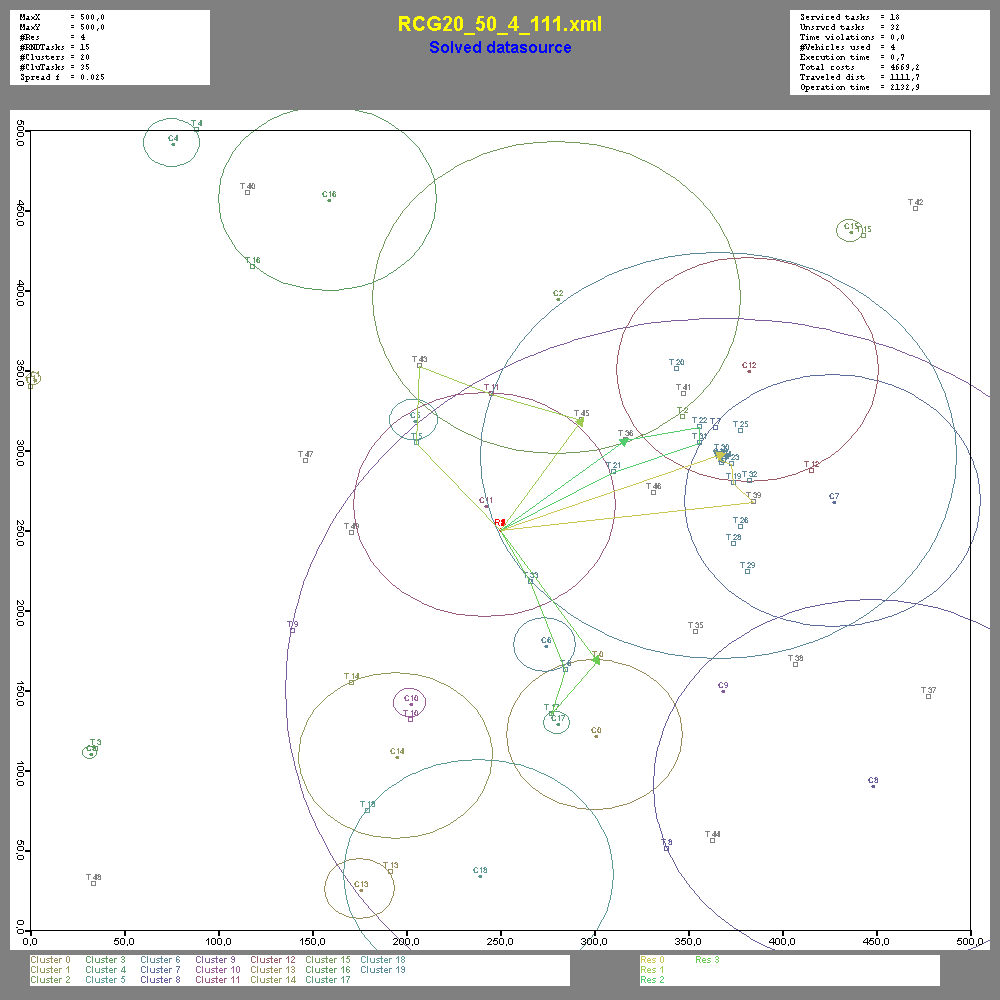 RCG20_50_4_111.xml
Solved datasource
MaxX = 500,0
MaxY = 500,0
#Res = 4
#RNDTasks = 15
#Clusters = 20
#CluTasks = 35
Spread f = 0.025
Serviced tasks = 18
Unsrvcd tasks = 32
Time violations = 0,0
#Vehicles used = 4
Execution time = 0,7
Total costs = 4669,2
Traveled dist = 1111,7
Operation time = 2132,9
500,0
T 4
C4
T 40
C16
450,0
T 42
C15
T 15
T 16
400,0
C2
350,0
C1
T 43
T 20
C12
T 11
T 41
T 2
C5
T 45
T 22
T 7
T 25
300,0
T 5
T 36
T 31
T 47
T 23
T 12
T 21
T 19
T 32
T 46
C11
T 39
C7
250,0
T 49
T 26
T 28
T 33
T 29
200,0
T 9
T 35
C6
T 0
T 38
T 6
150,0
T 14
C9
T 37
C10
T 10
T 17
C17
C0
T 3
100,0
C14
C8
T 18
T 44
T 8
50,0
T 13
C18
C13
T 48
0,0
0,0 50,0 100,0 150,0 200,0 250,0 300,0 350,0 400,0 450,0 500,0
Cluster 0 Cluster 3 Cluster 6 Cluster 9 Cluster 12 Cluster 15 Cluster 18
Cluster 1 Cluster 4 Cluster 7 Cluster 10 Cluster 13 Cluster 16 Cluster 19
Cluster 2 Cluster 5 Cluster 8 Cluster 11 Cluster 14 Cluster 17
Res 0 Res 3
Res 1
Res 2